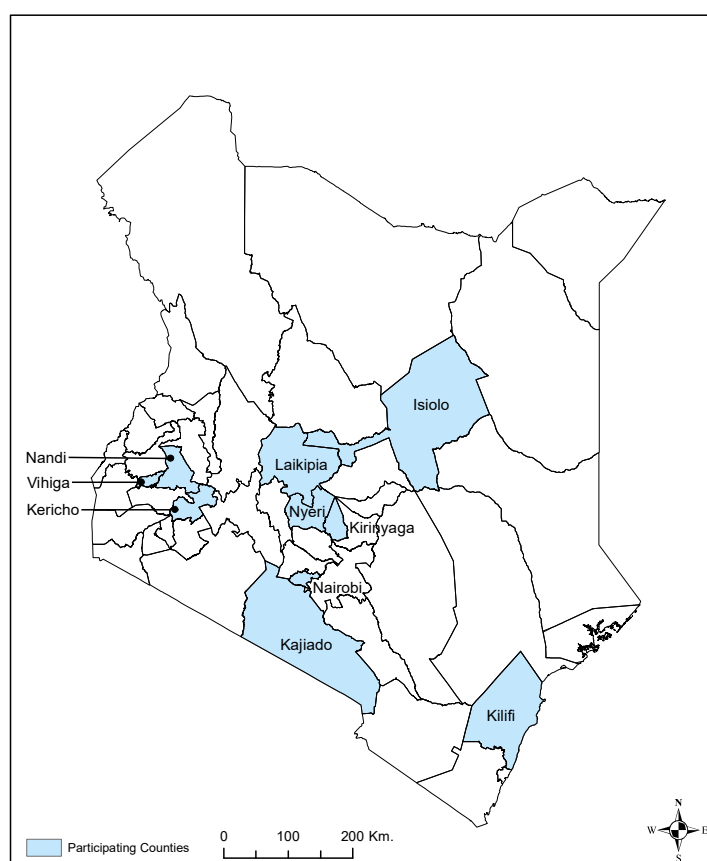 Isiolo
Nandi
Laikipia
Vihiga
Kericho
Nyeri
Kirinyaga
Nairobi
Kajiado
Kilifi
N
W E
S
Participating Counties
0 100 200 Km.